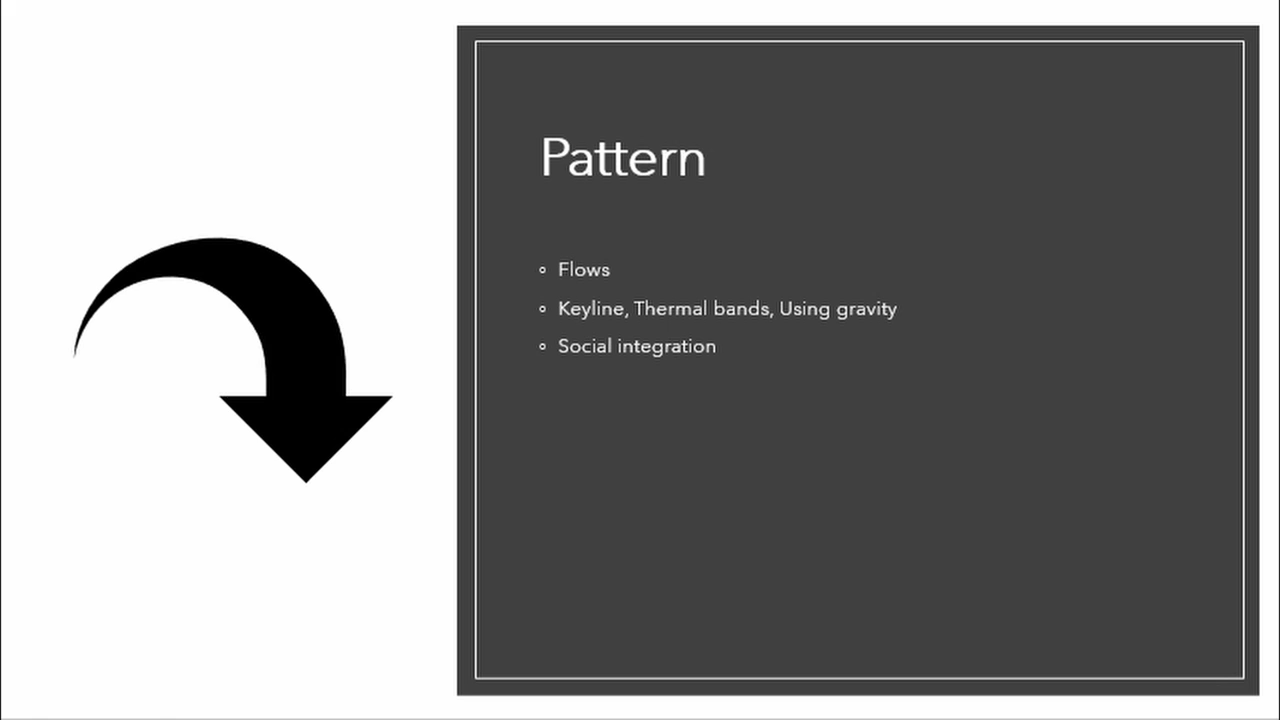 Pattern
Flows
Keyline, Thermal bands, Using gravity
Social integration